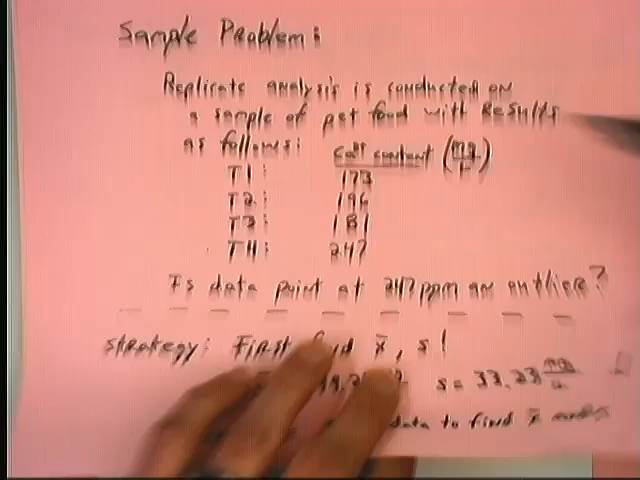 Sample Problem:
Replicate analysis is conducted on
a sample of pet food with Results
as follows: content (mg/L)
T1: 173
T2: 196
T3: 181
T4: 247
Is data point at 247 ppm an outlier?
strategy: First find x̄, s!
s = 33.23 mg/L
data to find x̄